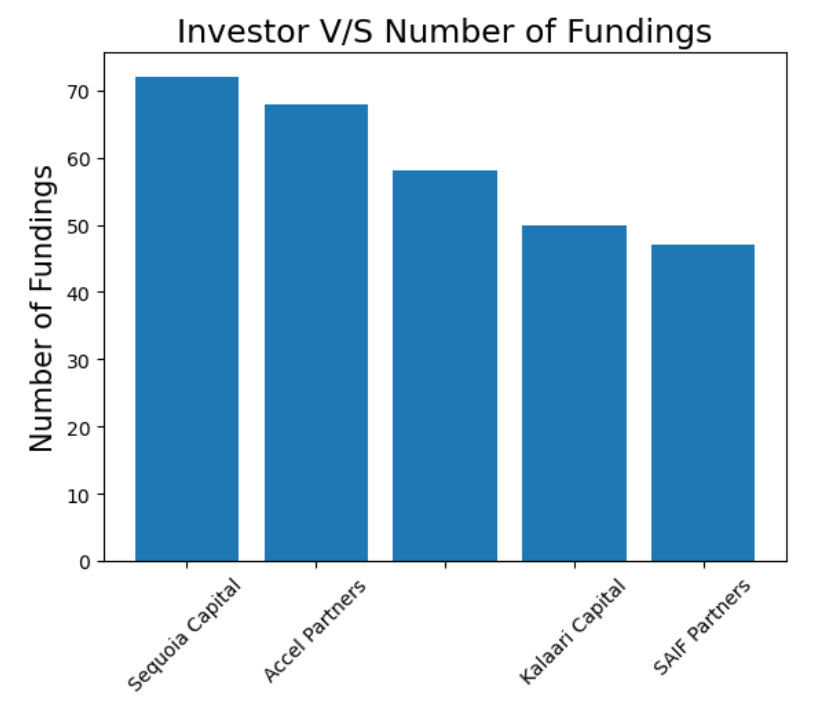 Investor V/S Number of Fundings
Number of Fundings
70
60
50
40
30
20
10
0
Sequoia Capital
Accel Partners
Kalaari Capital
SAIF Partners